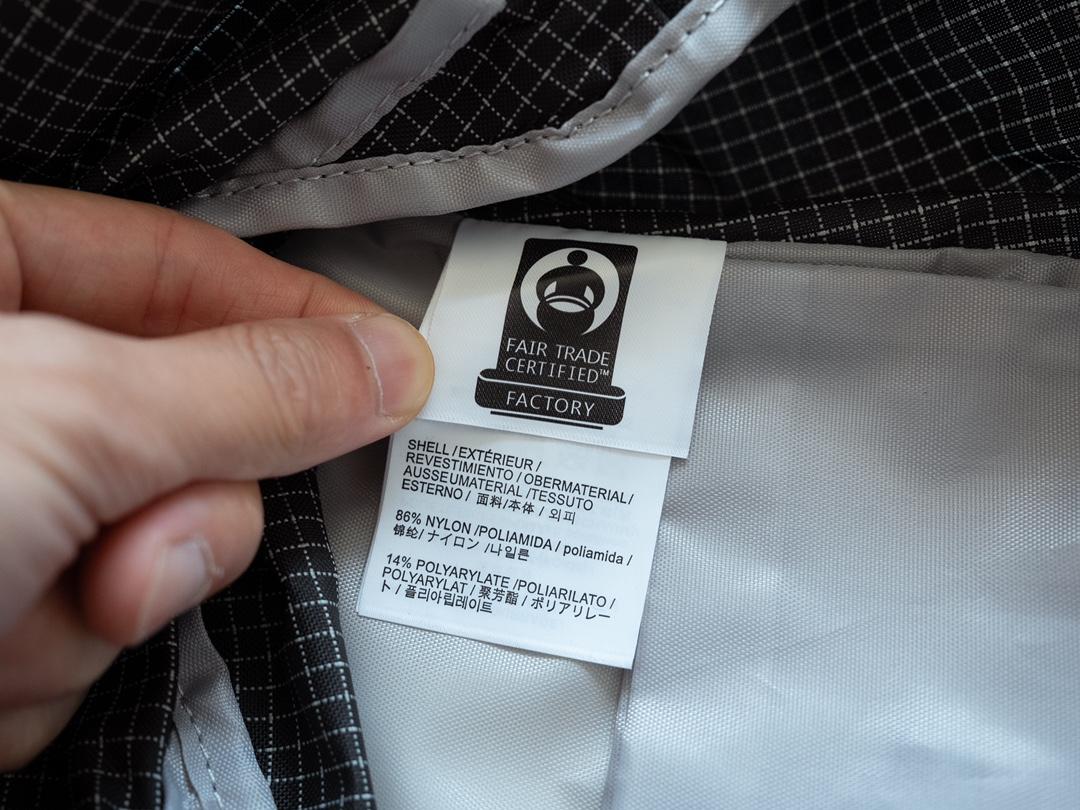 FAIR TRADE
CERTIFIED™
FACTORY
SHELL /EXTÉRIEUR /
REVESTIMIENTO / OBERMATERIAL/
AUSSEUMATERIAL /TESSUTO
ESTERNO / 面料/本体 / 외피
86% NYLON /POLIAMIDA / poliamida /
锦纶/ ナイロン /나일론
14% POLYARYLATE /POLIARILATO /
POLYARYLAT / 聚芳酯 / ポリアリレー
ト / 폴리아릴레이트